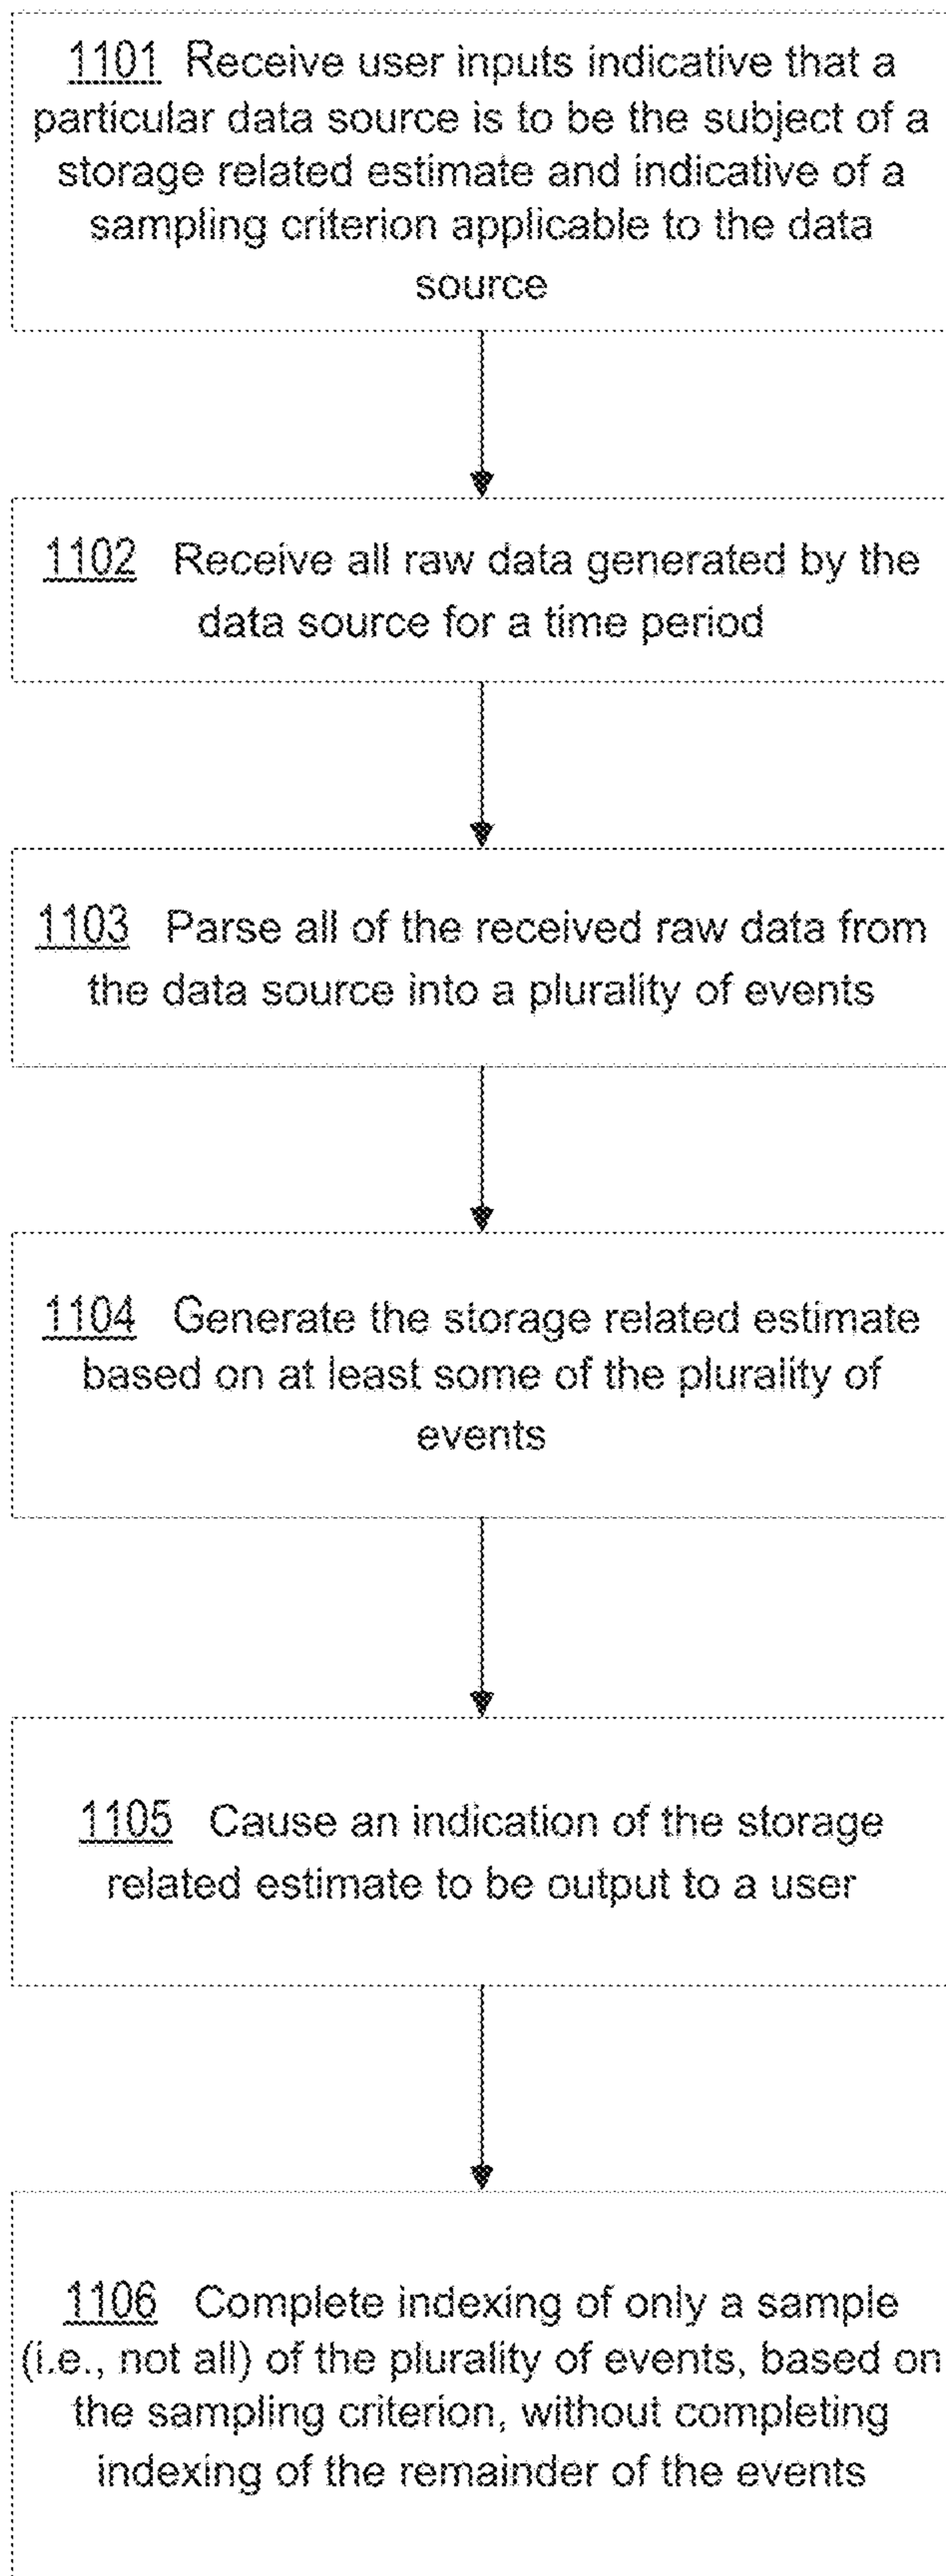 1101 Receive user inputs indicative that a
particular data source is to be the subject of a
storage related estimate and indicative of a
sampling criterion applicable to the data
source
1102 Receive all raw data generated by the
data source for a time period
1103 Parse all of the received raw data from
the data source into a plurality of events
1104 Generate the storage related estimate
based on at least some of the plurality of
events
1105 Cause an indication of the storage
related estimate to be output to a user
1106 Complete indexing of only a sample
(i.e., not all) of the plurality of events, based on
the sampling criterion, without completing
indexing of the remainder of the events